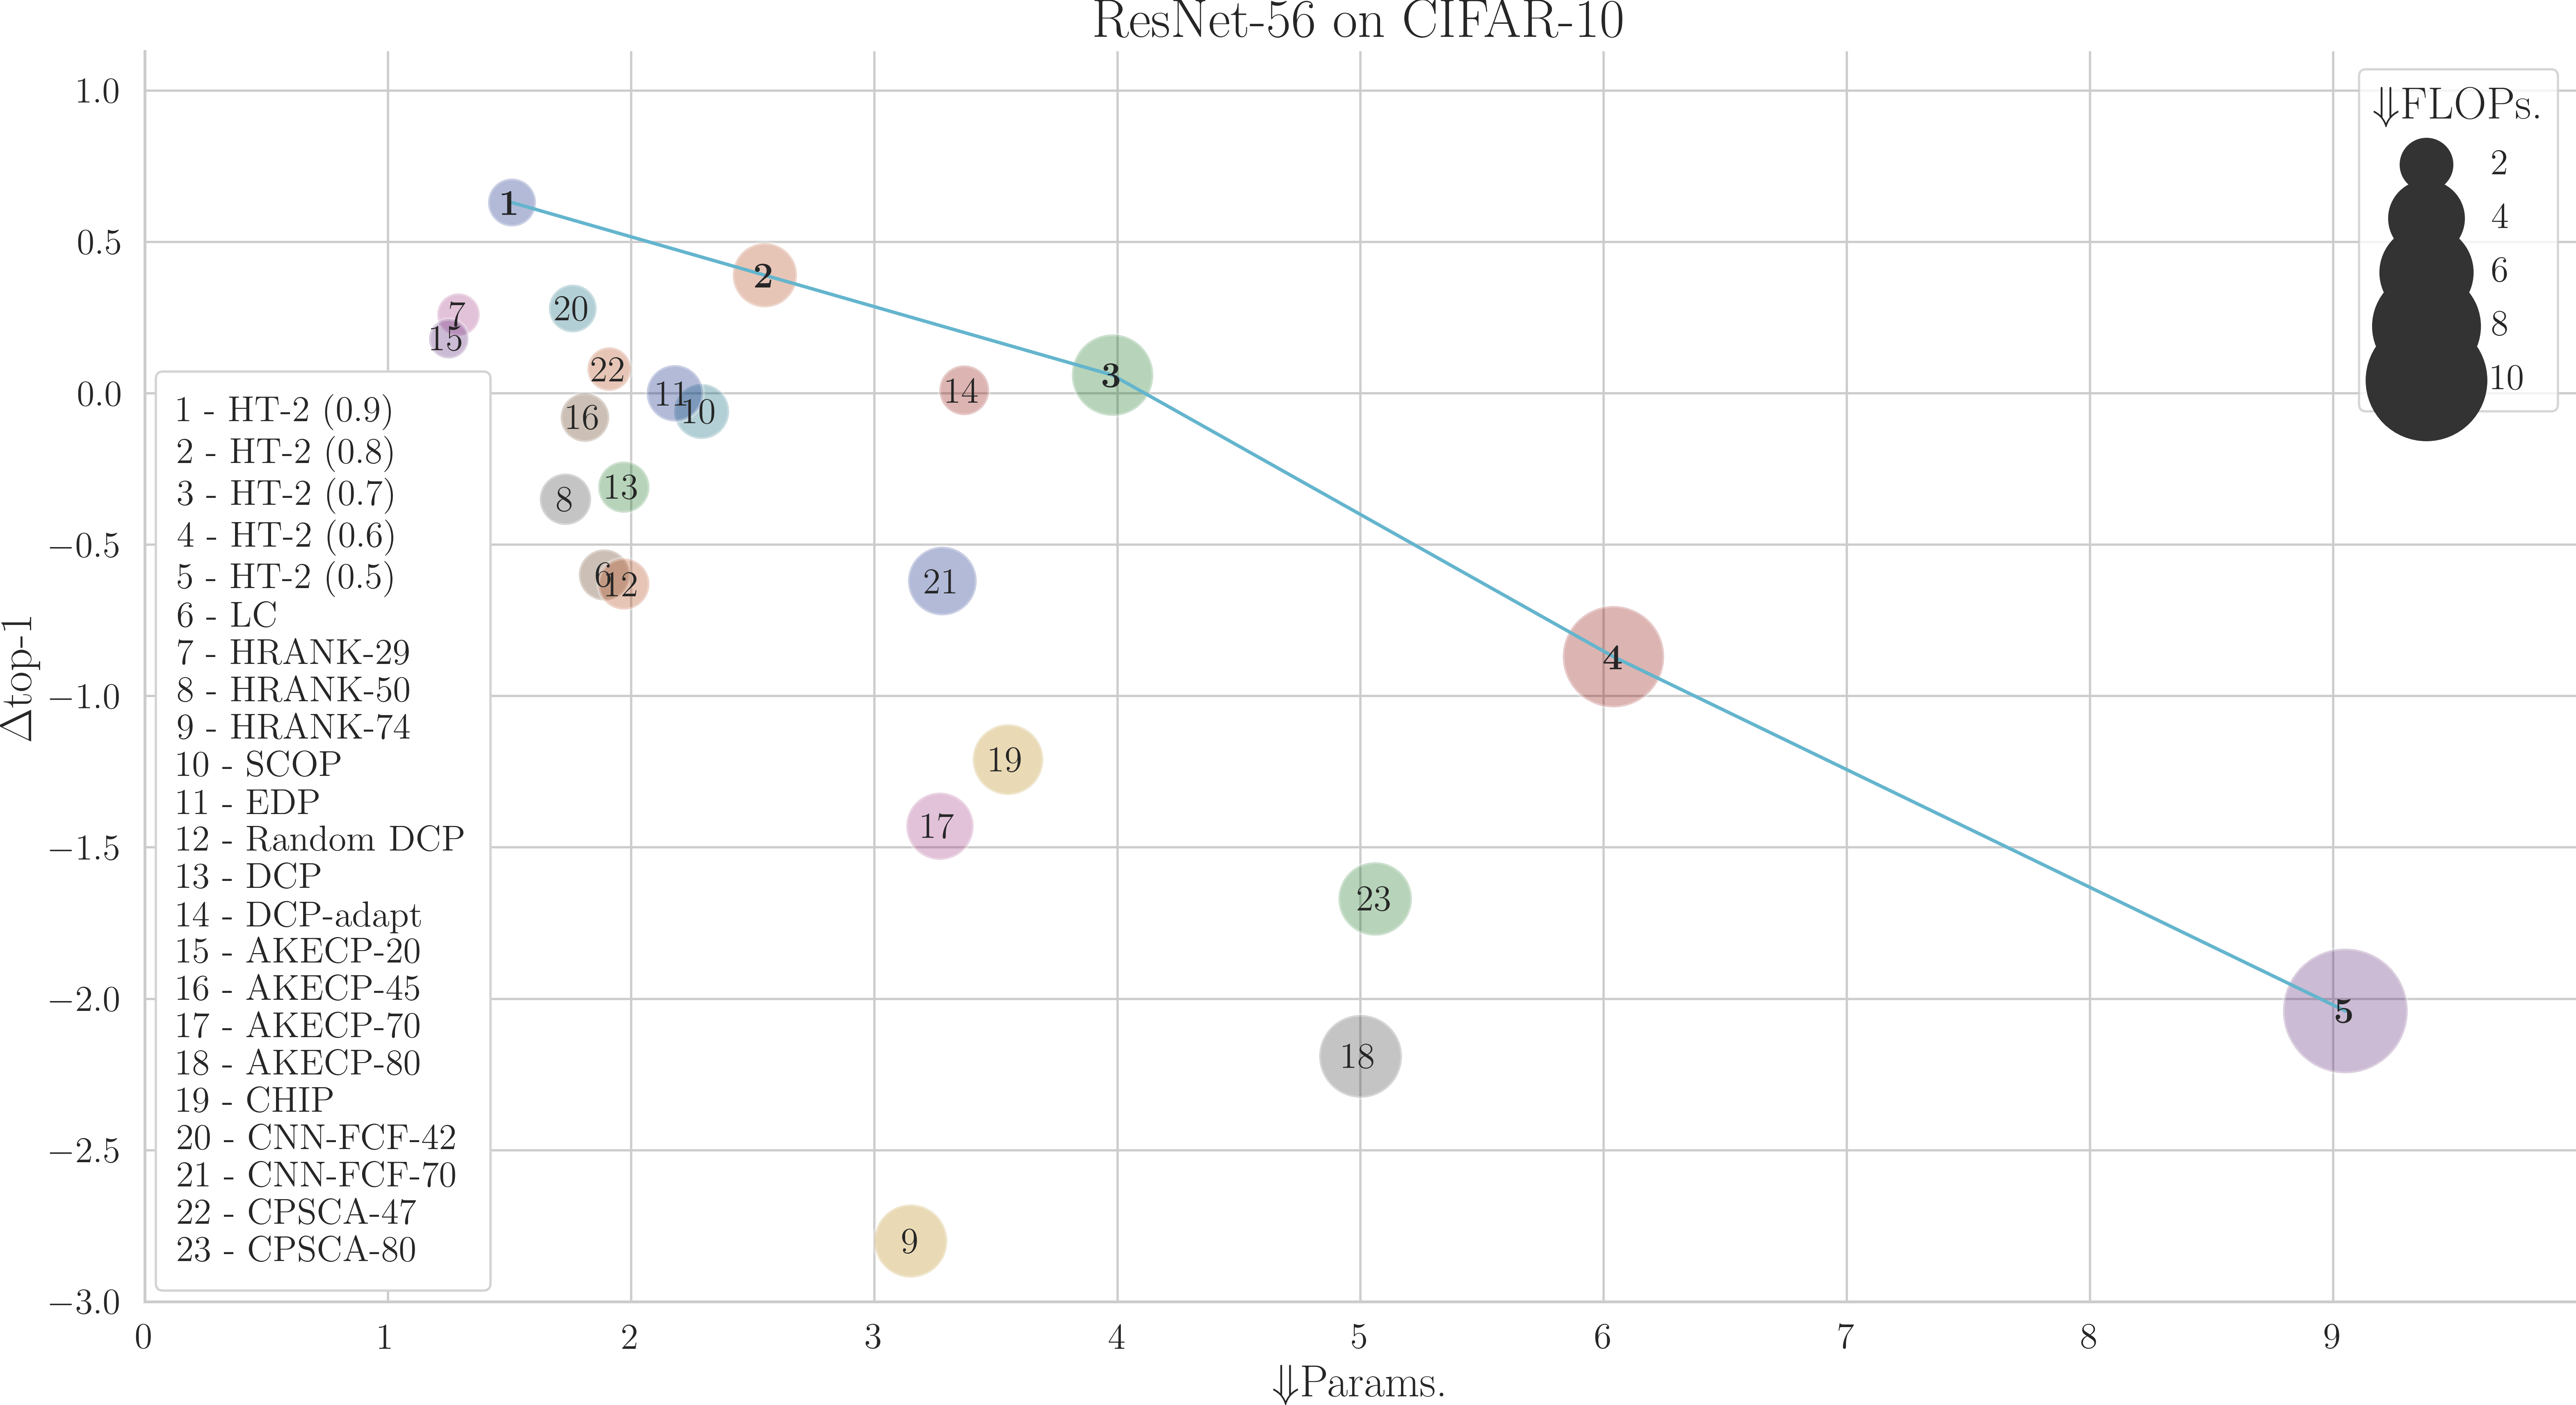 ResNet-56 on CIFAR-10
1.0
0.5
0.0
−0.5
−1.0
−1.5
−2.0
−2.5
−3.0
Δtop-1
0 1 2 3 4 5 6 7 8 9
⇓Params.
⇓FLOPs.
2
4
6
8
10
1 - HT-2 (0.9)
2 - HT-2 (0.8)
3 - HT-2 (0.7)
4 - HT-2 (0.6)
5 - HT-2 (0.5)
6 - LC
7 - HRANK-29
8 - HRANK-50
9 - HRANK-74
10 - SCOP
11 - EDP
12 - Random DCP
13 - DCP
14 - DCP-adapt
15 - AKECP-20
16 - AKECP-45
17 - AKECP-70
18 - AKECP-80
19 - CHIP
20 - CNN-FCF-42
21 - CNN-FCF-70
22 - CPSCA-47
23 - CPSCA-80
1
2
7
20
15
22
11
10
14
3
16
13
8
6
12
21
4
19
17
23
5
18
9